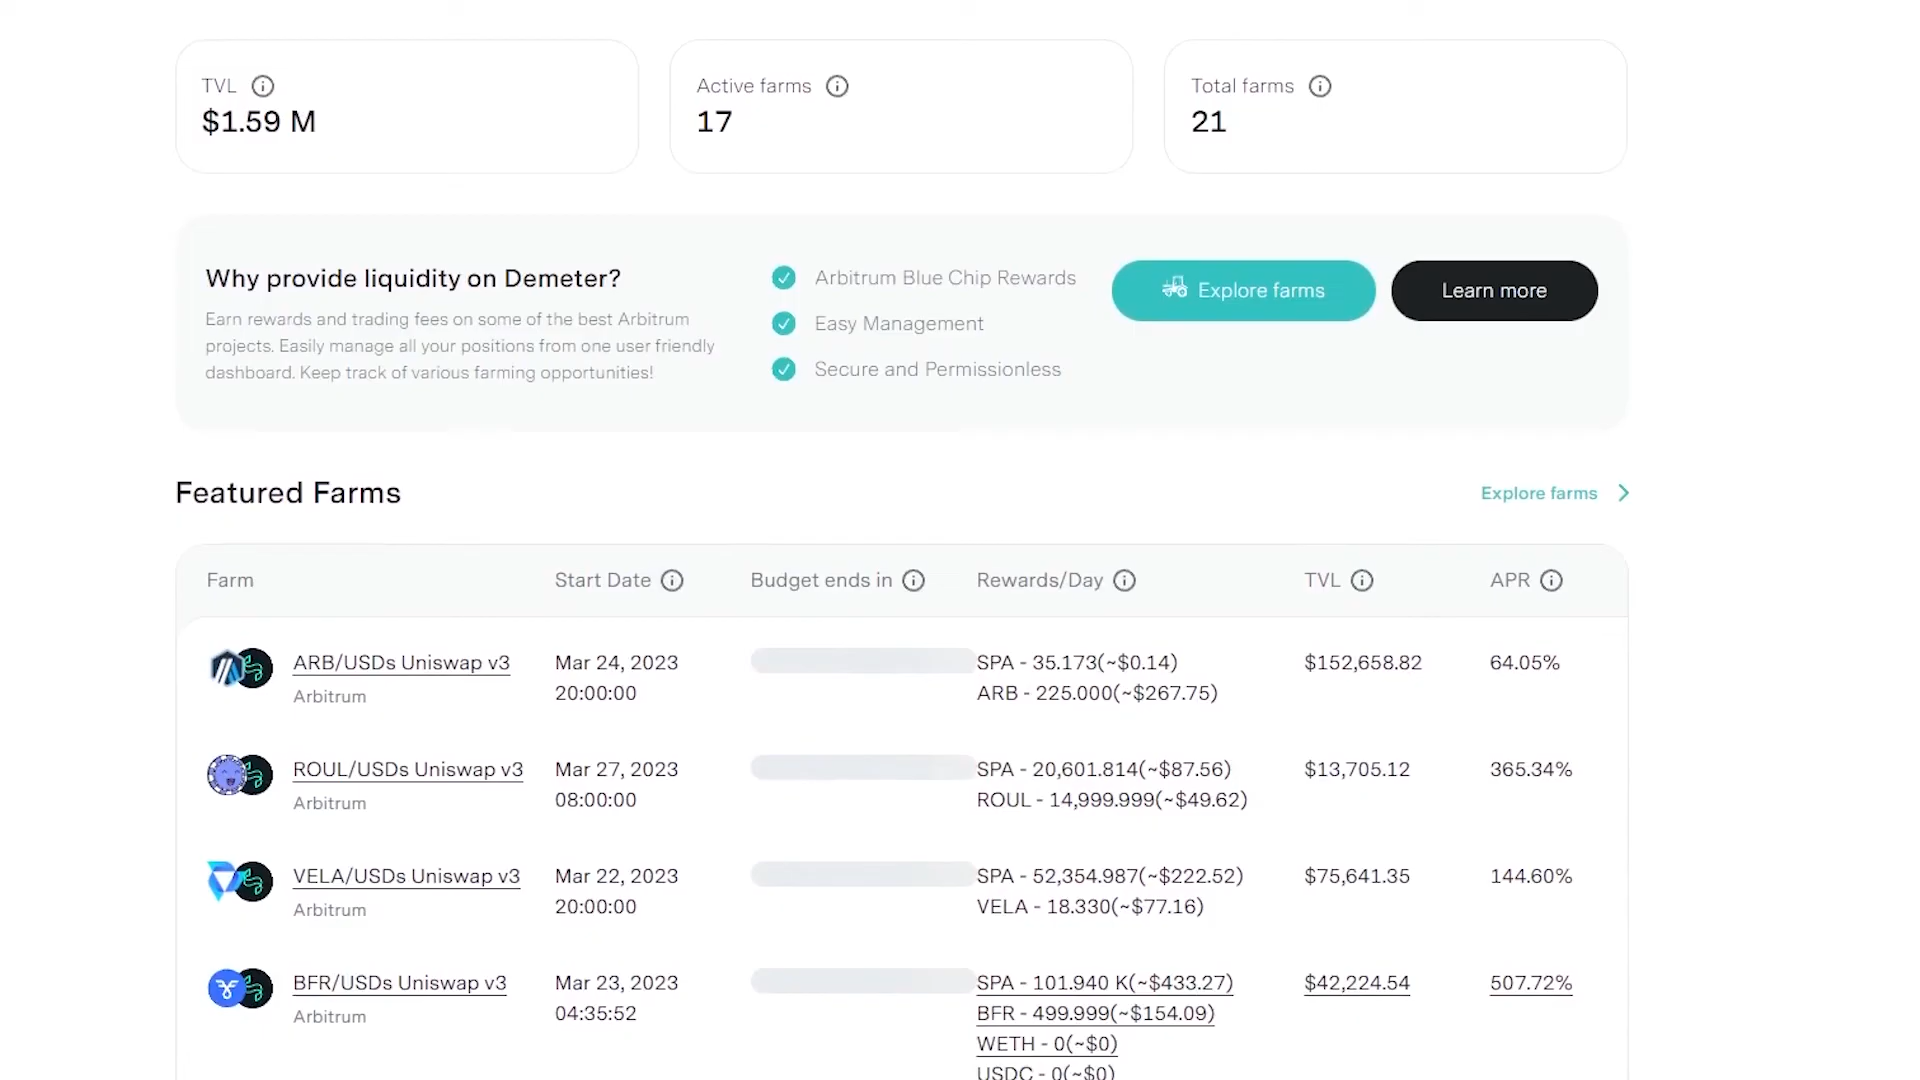 TVL
$1.59 M
Active farms
17
Total farms
21
Why provide liquidity on Demeter?
Earn rewards and trading fees on some of the best Arbitrum
projects. Easily manage all your positions from one user friendly
dashboard. Keep track of various farming opportunities!
Arbitrum Blue Chip Rewards
Easy Management
Secure and Permissionless
Explore farms
Learn more
Featured Farms
Explore farms
Farm
Start Date
Budget ends in
Rewards/Day
TVL
APR
ARB/USDs Uniswap v3
Arbitrum
Mar 24, 2023
20:00:00
SPA - 35.173(~$0.14)
ARB - 225.000(~$267.75)
$152,658.82
64.05%
ROUL/USDs Uniswap v3
Arbitrum
Mar 27, 2023
08:00:00
SPA - 20,601.814(~$87.56)
ROUL - 14,999.999(~$49.62)
$13,705.12
365.34%
VELA/USDs Uniswap v3
Arbitrum
Mar 22, 2023
20:00:00
SPA - 52,354.987(~$222.52)
VELA - 18.330(~$77.16)
$75,641.35
144.60%
BFR/USDs Uniswap v3
Arbitrum
Mar 23, 2023
04:35:52
SPA - 101.940 K(~$433.27)
BFR - 499.999(~$154.09)
WETH - 0(~$0)
USDC - 0(~$0)
$42,224.54
507.72%